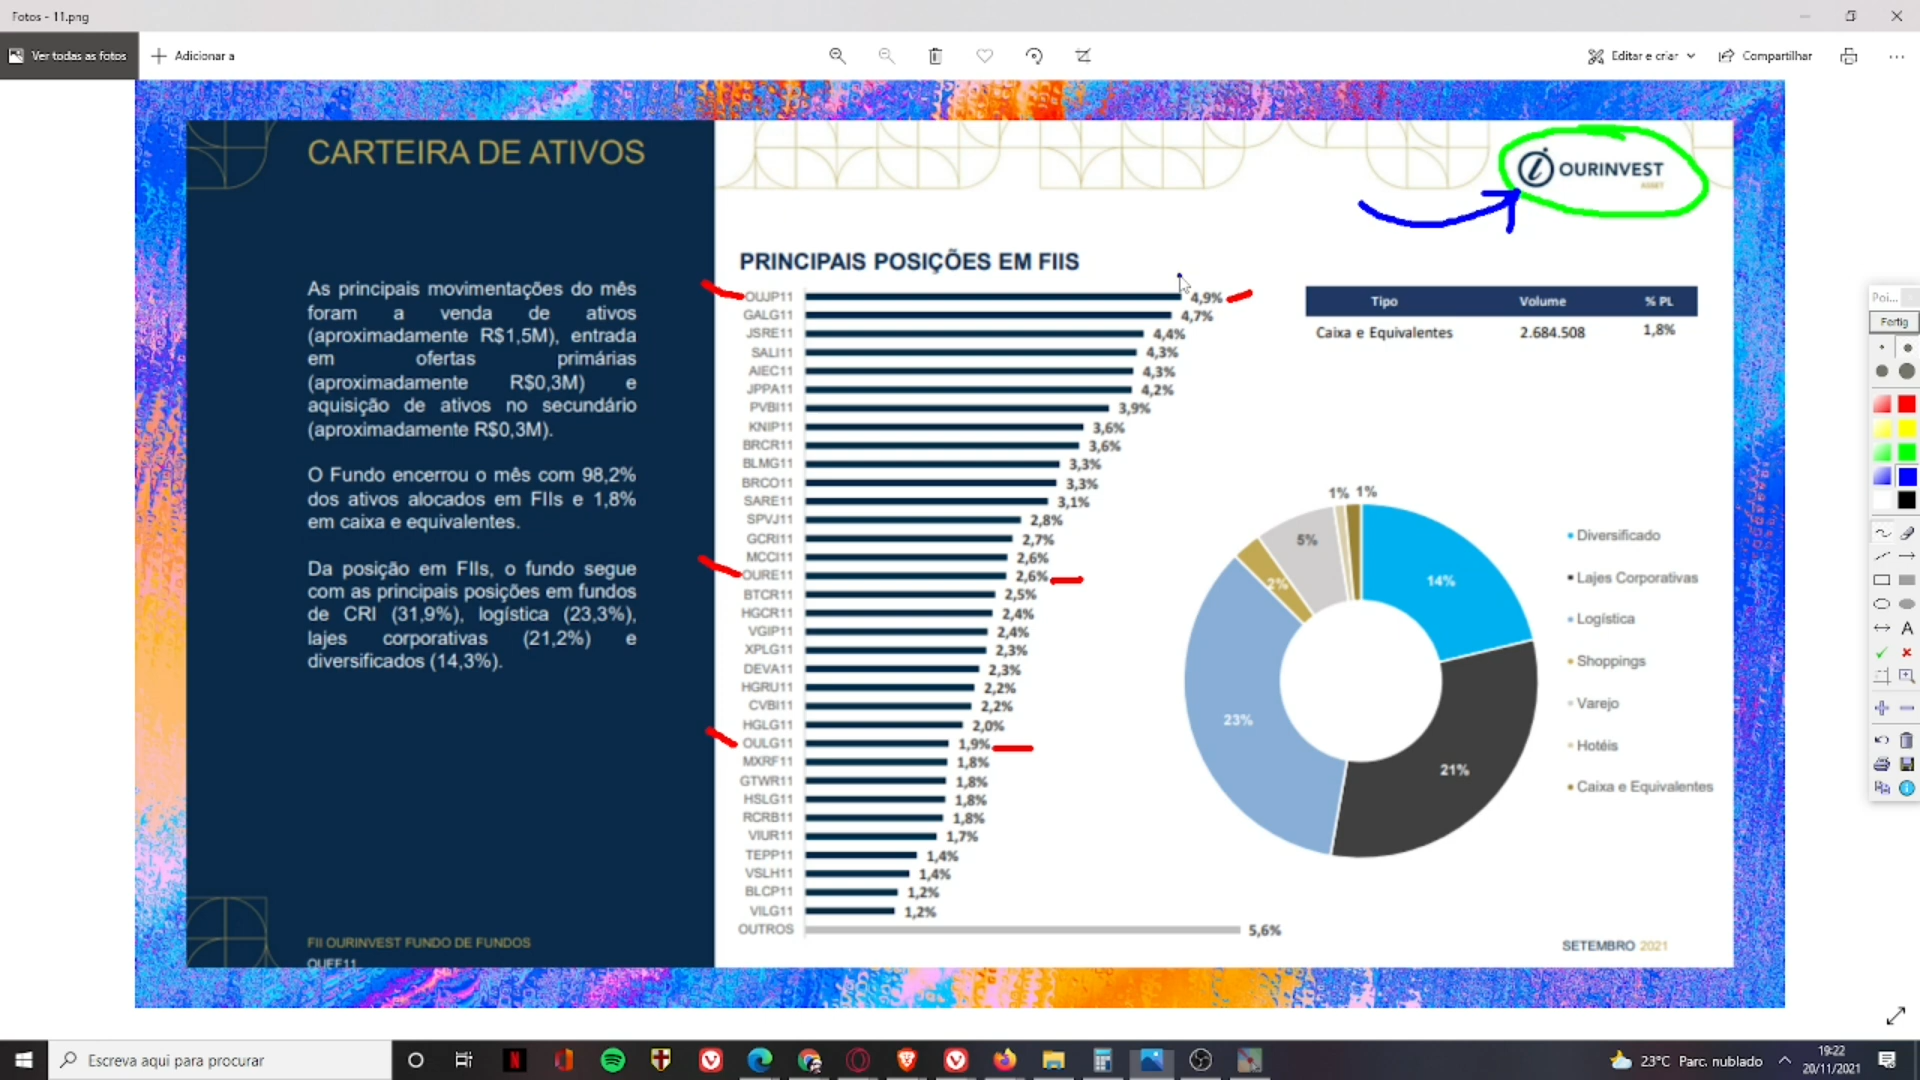 Fotos - 11.png
Ver todas as fotos
Adicionar a
Editar e criar
Compartilhar
CARTEIRA DE ATIVOS
OURINVEST
ASSET
As principais movimentações do mês
foram a venda de ativos
(aproximadamente R$1,5M), entrada
em ofertas primárias
(aproximadamente R$0,3M) e
aquisição de ativos no secundário
(aproximadamente R$0,3M).
O Fundo encerrou o mês com 98,2%
dos ativos alocados em FIIs e 1,8%
em caixa e equivalentes.
Da posição em FIIs, o fundo segue
com as principais posições em fundos
de CRI (31,9%), logística (23,3%),
lajes corporativas (21,2%) e
diversificados (14,3%).
FII OURINVEST FUNDO DE FUNDOS
OUFF11
PRINCIPAIS POSIÇÕES EM FIIS
OUJP11 4,9%
GALG11 4,7%
JSRE11 4,4%
SALI11 4,3%
AIEC11 4,3%
JPPA11 4,2%
PVBI11 3,9%
KNIP11 3,6%
BRCR11 3,6%
BLMG11 3,3%
BRCO11 3,3%
SARE11 3,1%
SPVJ11 2,8%
GCRI11 2,7%
MCCI11 2,6%
OURE11 2,6%
BTCR11 2,5%
HGCR11 2,4%
VGIP11 2,4%
XPLG11 2,3%
DEVA11 2,3%
HGRU11 2,2%
CVBI11 2,2%
HGLG11 2,0%
OULG11 1,9%
MXRF11 1,8%
GTWR11 1,8%
HSLG11 1,8%
RCRB11 1,8%
VIUR11 1,7%
TEPP11 1,4%
VSLH11 1,4%
BLCP11 1,2%
VILG11 1,2%
OUTROS 5,6%
Tipo Volume % PL
Caixa e Equivalentes 2.684.508 1,8%
1% 1%
5%
2%
14%
23%
21%
Diversificado
Lajes Corporativas
Logística
Shoppings
Varejo
Hotéis
Caixa e Equivalentes
SETEMBRO 2021
Poi...
Fertig
A
Escreva aqui para procurar
23°C Parc. nublado
19:22
20/11/2021